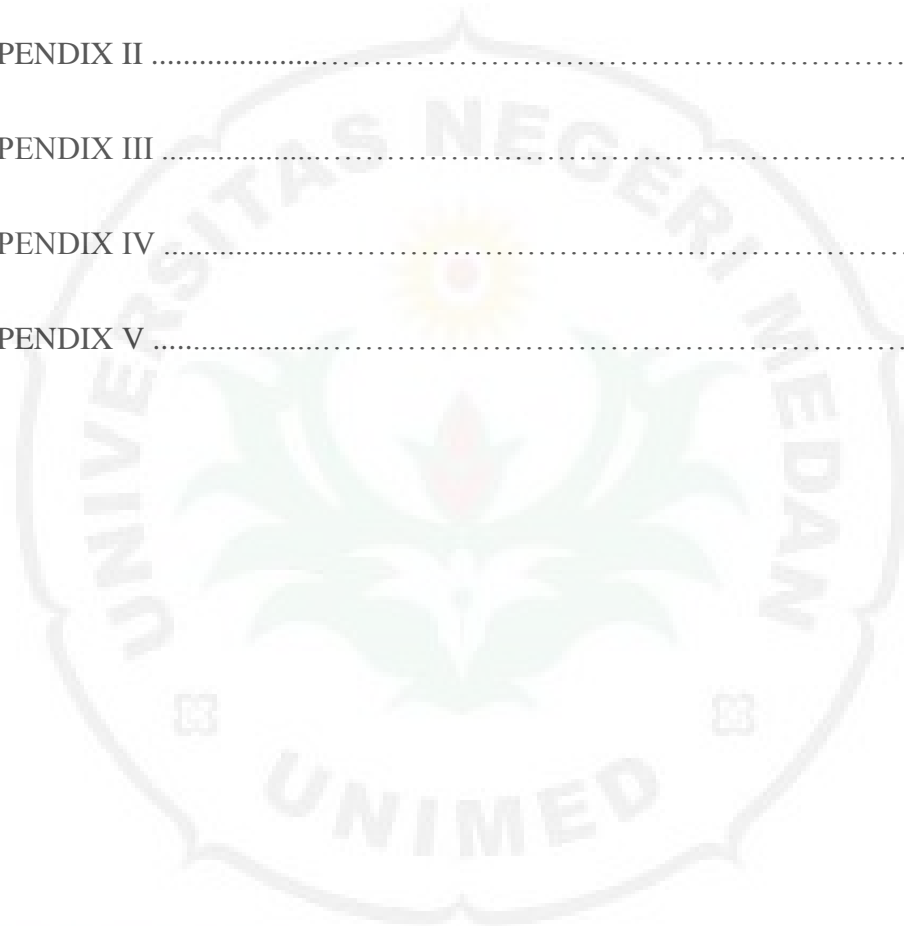 PENDIX II ........................................................................
PENDIX III ........................................................................
PENDIX IV ........................................................................
PENDIX V ........................................................................
UNIVERSITAS NEGERI MEDAN
UNIMED